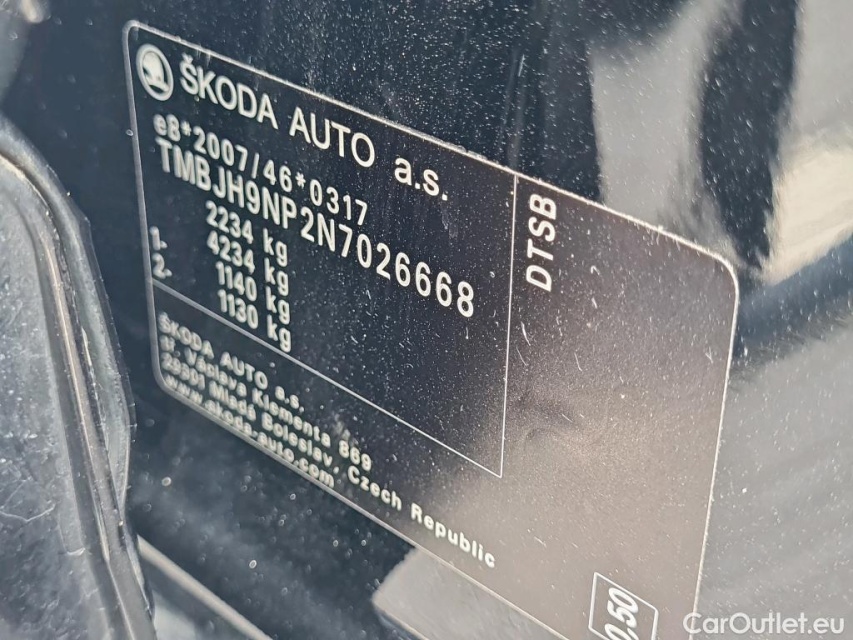 ŠKODA AUTO a.s.
e8*2007/46*0317
TMBJH9NP2N7026668
2234 kg
4234 kg
1. 1140 kg
2. 1130 kg
ŠKODA AUTO a.s.
tř. Václava Klementa 869
29301 Mladá Boleslav, Czech Republic
www.skoda-auto.com
DTSB
0,50
CarOutlet.eu